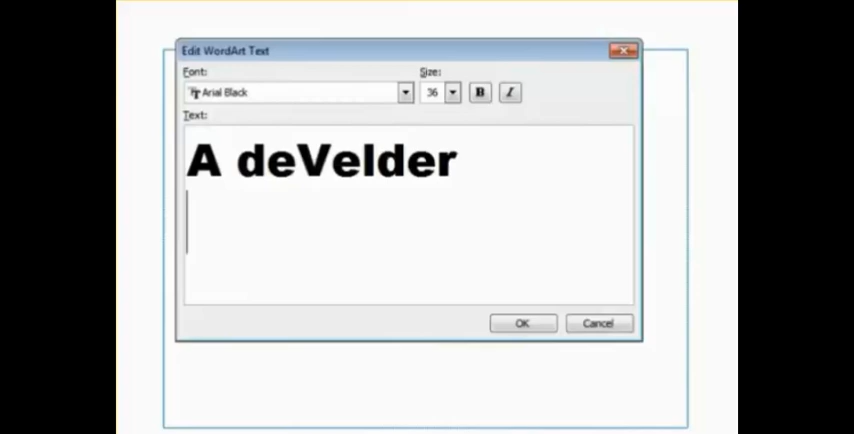 Edit WordArt Text
Font:
Size:
Arial Black
36
B
I
Text:
A deVelder
OK
Cancel